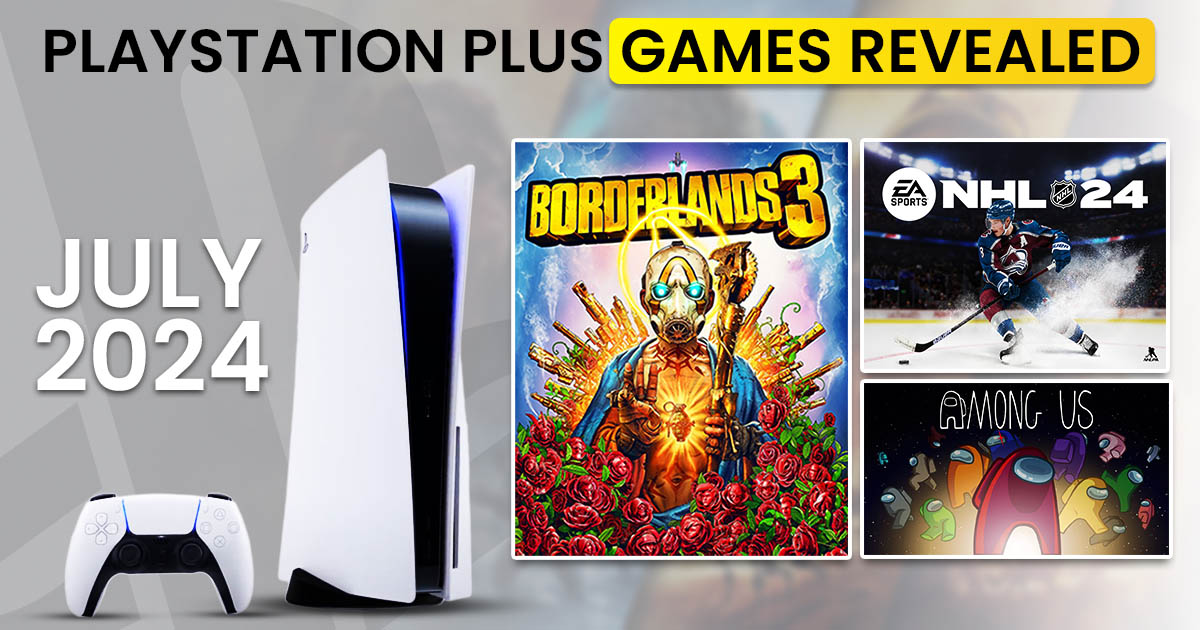 PLAYSTATION PLUS GAMES REVEALED
JULY
2024
BORDERLANDS 3
EA
SPORTS
NHL 24
AMONG US